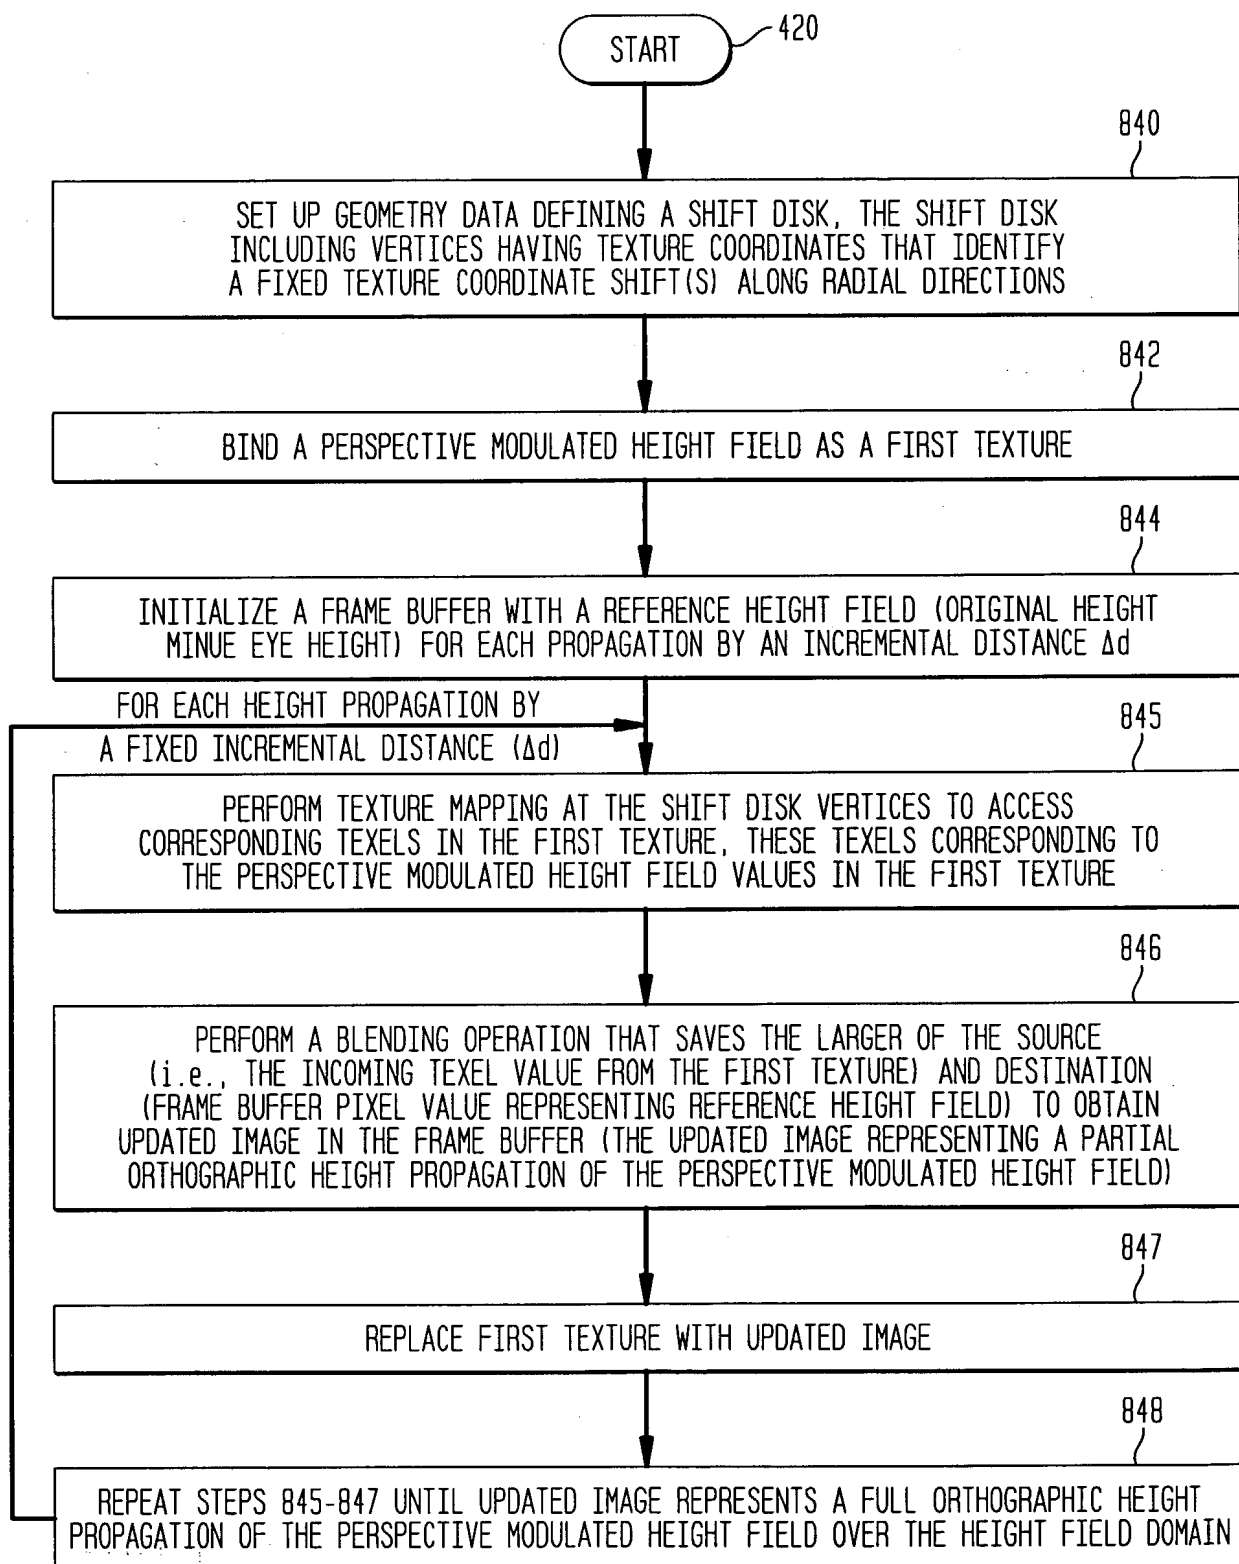 START
420
840
SET UP GEOMETRY DATA DEFINING A SHIFT DISK, THE SHIFT DISK
INCLUDING VERTICES HAVING TEXTURE COORDINATES THAT IDENTIFY
A FIXED TEXTURE COORDINATE SHIFT(S) ALONG RADIAL DIRECTIONS
842
BIND A PERSPECTIVE MODULATED HEIGHT FIELD AS A FIRST TEXTURE
844
INITIALIZE A FRAME BUFFER WITH A REFERENCE HEIGHT FIELD (ORIGINAL HEIGHT
MINUE EYE HEIGHT) FOR EACH PROPAGATION BY AN INCREMENTAL DISTANCE Δd
FOR EACH HEIGHT PROPAGATION BY
A FIXED INCREMENTAL DISTANCE (Δd)
845
PERFORM TEXTURE MAPPING AT THE SHIFT DISK VERTICES TO ACCESS
CORRESPONDING TEXELS IN THE FIRST TEXTURE, THESE TEXELS CORRESPONDING TO
THE PERSPECTIVE MODULATED HEIGHT FIELD VALUES IN THE FIRST TEXTURE
846
PERFORM A BLENDING OPERATION THAT SAVES THE LARGER OF THE SOURCE
(i.e., THE INCOMING TEXEL VALUE FROM THE FIRST TEXTURE) AND DESTINATION
(FRAME BUFFER PIXEL VALUE REPRESENTING REFERENCE HEIGHT FIELD) TO OBTAIN
UPDATED IMAGE IN THE FRAME BUFFER (THE UPDATED IMAGE REPRESENTING A PARTIAL
ORTHOGRAPHIC HEIGHT PROPAGATION OF THE PERSPECTIVE MODULATED HEIGHT FIELD)
847
REPLACE FIRST TEXTURE WITH UPDATED IMAGE
848
REPEAT STEPS 845-847 UNTIL UPDATED IMAGE REPRESENTS A FULL ORTHOGRAPHIC HEIGHT
PROPAGATION OF THE PERSPECTIVE MODULATED HEIGHT FIELD OVER THE HEIGHT FIELD DOMAIN